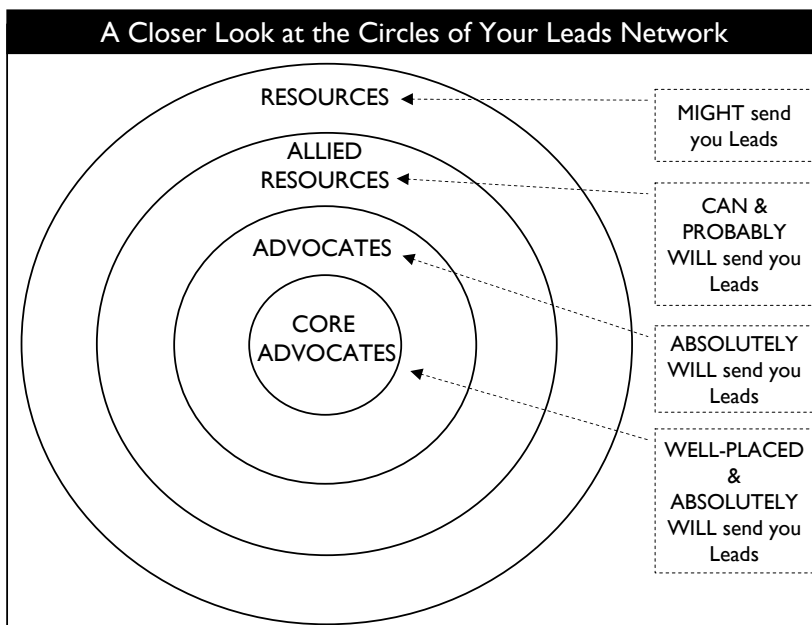 A Closer Look at the Circles of Your Leads Network
RESOURCES
MIGHT send
you Leads
ALLIED
RESOURCES
CAN &
PROBABLY
WILL send you
Leads
ADVOCATES
ABSOLUTELY
WILL send you
Leads
CORE
ADVOCATES
WELL-PLACED
&
ABSOLUTELY
WILL send you
Leads